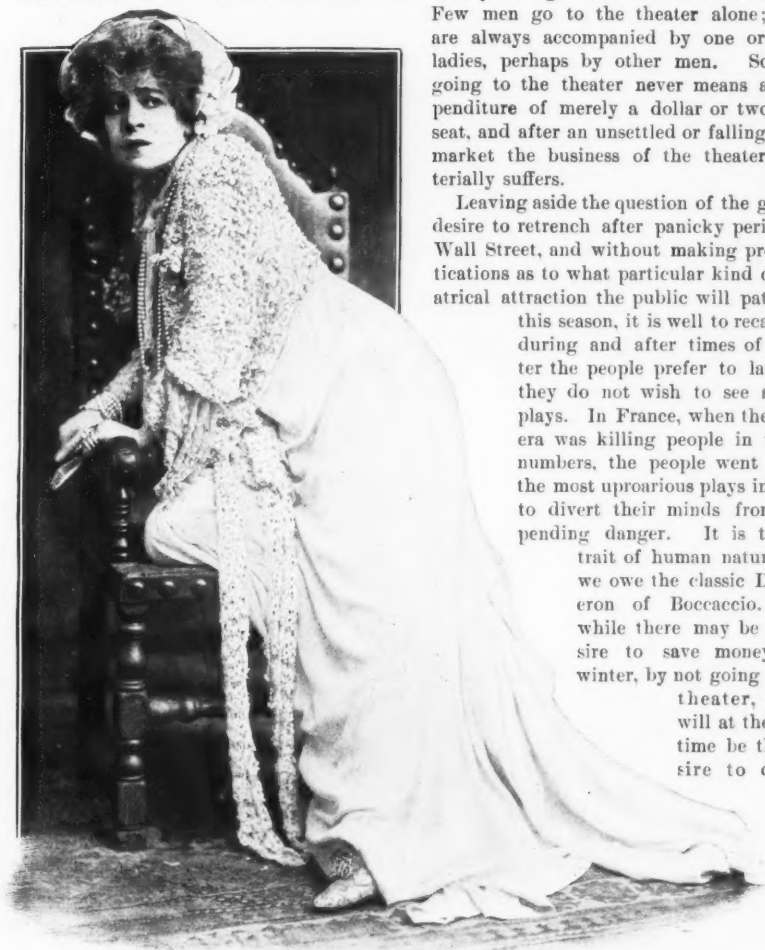 Few men go to the theater alone;
are always accompanied by one or
ladies, perhaps by other men. So
going to the theater never means a
penditure of merely a dollar or two
seat, and after an unsettled or falling
market the business of the theater
terially suffers.
Leaving aside the question of the g
desire to retrench after panicky peri
Wall Street, and without making pro
tications as to what particular kind o
atrical attraction the public will pat
this season, it is well to reca
during and after times of
ter the people prefer to la
they do not wish to see s
plays. In France, when the
era was killing people in
numbers, the people went
the most uproarious plays in
to divert their minds from
pending danger. It is t
trait of human natur
we owe the classic D
eron of Boccaccio.
while there may be
sire to save money
winter, by not going
theater,
will at the
time be th
sire to d